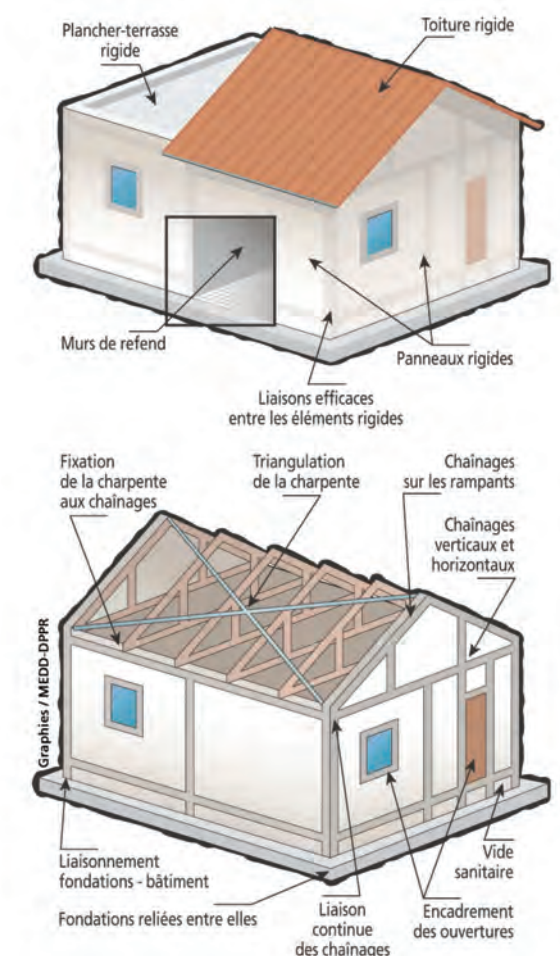 Plancher-terrasse
rigide
Toiture rigide
Murs de refend
Panneaux rigides
Liaisons efficaces
entre les éléments rigides
Fixation
de la charpente
aux chaînages
Triangulation
de la charpente
Chaînages
sur les rampants
Chaînages
verticaux et
horizontaux
Graphies / MEDD-DPPR
Liaisonnement
fondations - bâtiment
Fondations reliées entre elles
Liaison
continue
des chaînages
Vide
sanitaire
Encadrement
des ouvertures